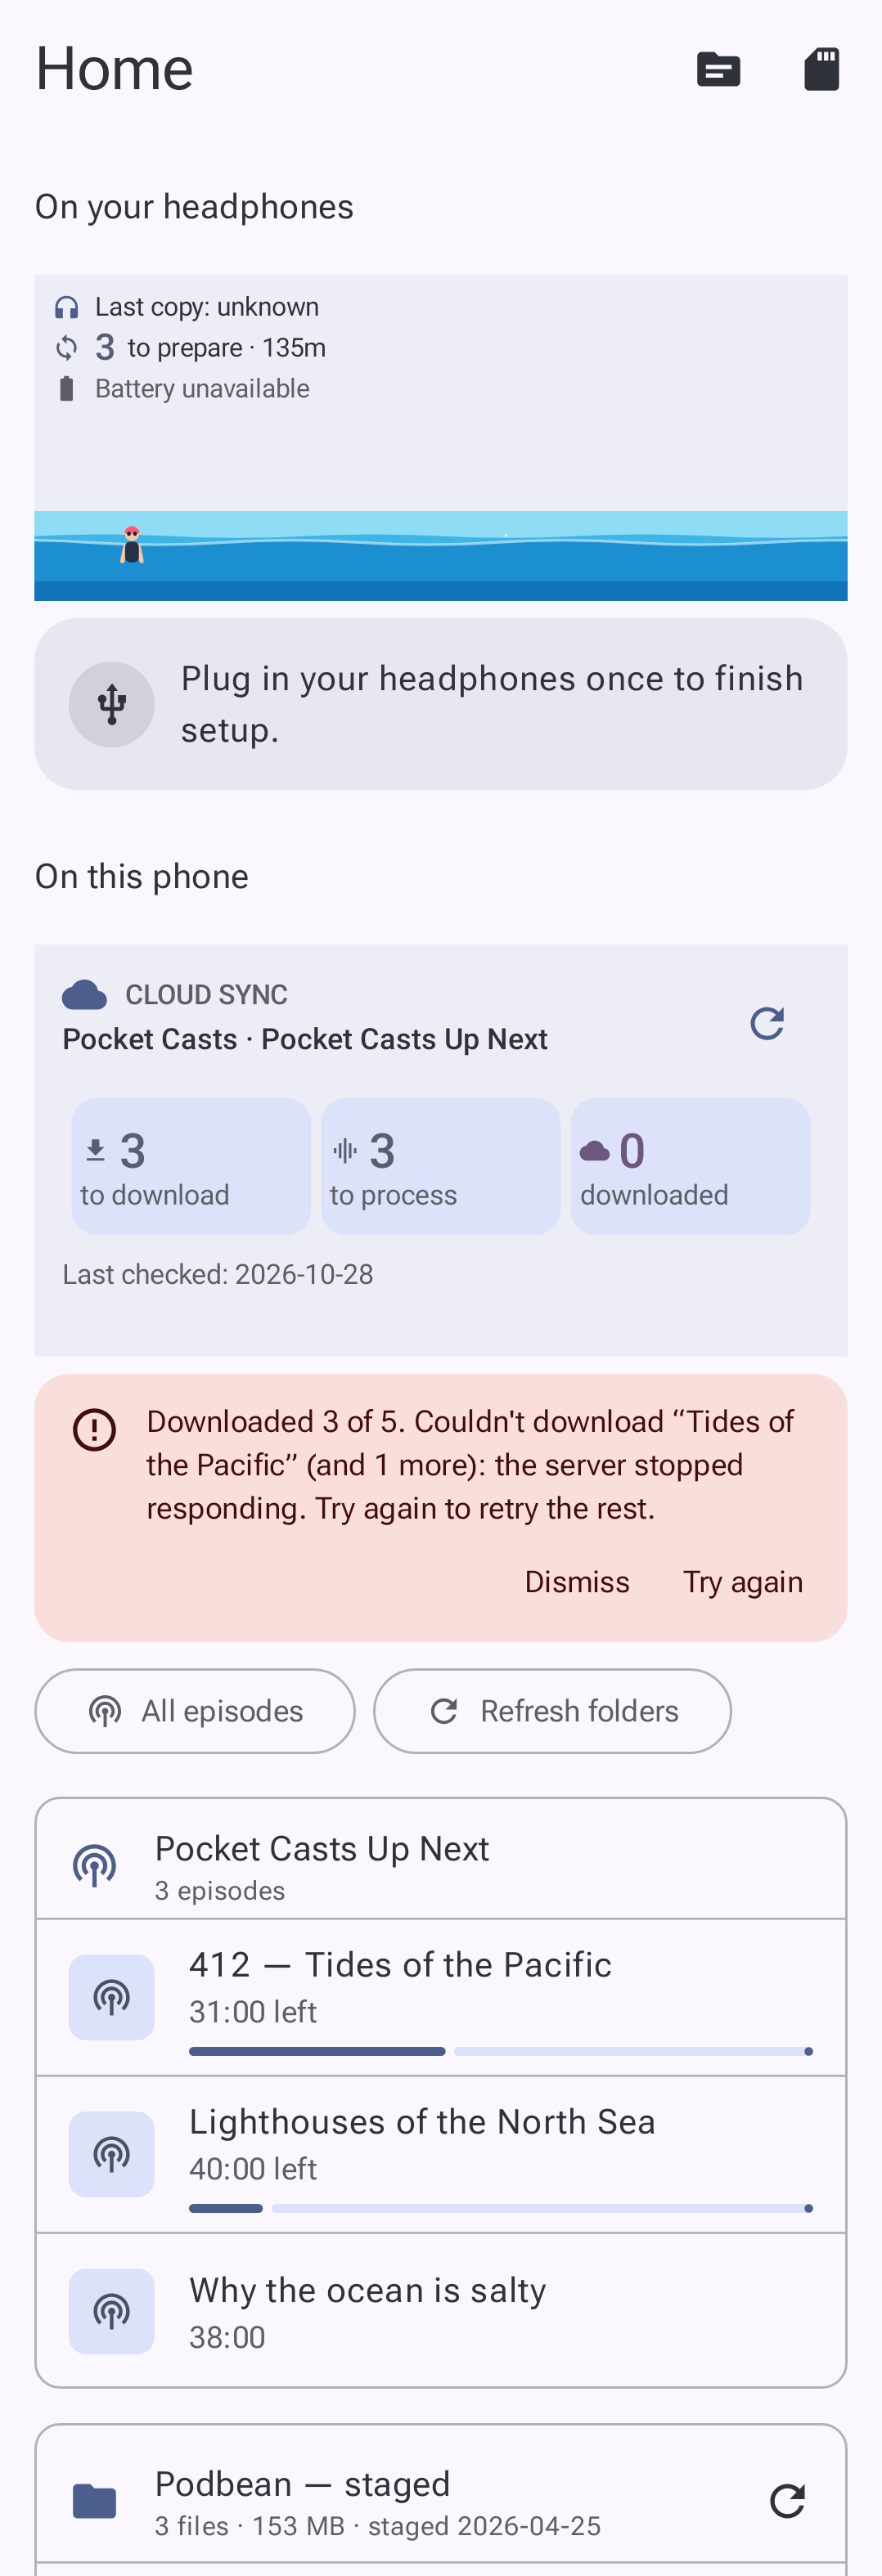 Home
On your headphones
Last copy: unknown
3 to prepare · 135m
Battery unavailable
Plug in your headphones once to finish
setup.
On this phone
CLOUD SYNC
Pocket Casts · Pocket Casts Up Next
3
to download
3
to process
0
downloaded
Last checked: 2026-10-28
Downloaded 3 of 5. Couldn't download “Tides of
the Pacific” (and 1 more): the server stopped
responding. Try again to retry the rest.
Dismiss
Try again
All episodes
Refresh folders
Pocket Casts Up Next
3 episodes
412 — Tides of the Pacific
31:00 left
Lighthouses of the North Sea
40:00 left
Why the ocean is salty
38:00
Podbean — staged
3 files · 153 MB · staged 2026-04-25